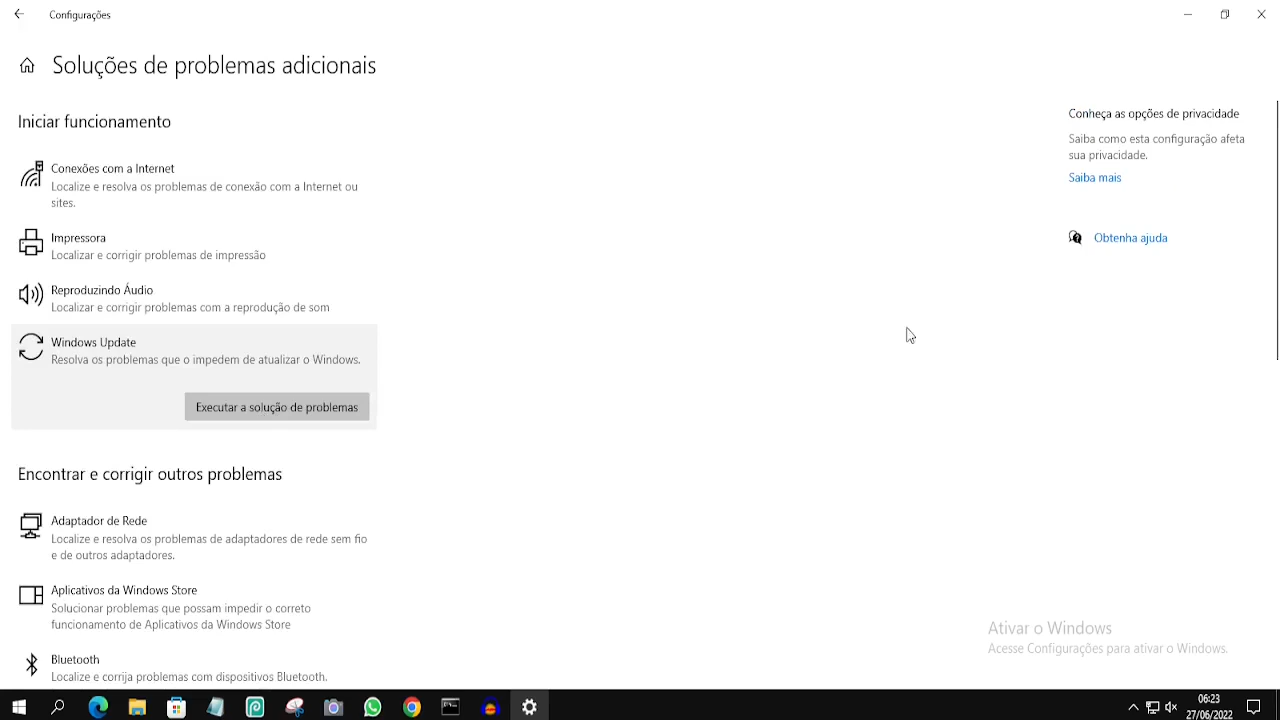 Configurações
Soluções de problemas adicionais
Iniciar funcionamento
Conexões com a Internet
Localize e resolva os problemas de conexão com a Internet ou
sites.
Impressora
Localizar e corrigir problemas de impressão
Reproduzindo Áudio
Localizar e corrigir problemas com a reprodução de som
Windows Update
Resolva os problemas que o impedem de atualizar o Windows.
Executar a solução de problemas
Encontrar e corrigir outros problemas
Adaptador de Rede
Localize e resolva os problemas de adaptadores de rede sem fio
e de outros adaptadores.
Aplicativos da Windows Store
Solucionar problemas que possam impedir o correto
funcionamento de Aplicativos da Windows Store
Bluetooth
Localize e corrija problemas com dispositivos Bluetooth.
Conheça as opções de privacidade
Saiba como esta configuração afeta
sua privacidade.
Saiba mais
Obtenha ajuda
Ativar o Windows
Acesse Configurações para ativar o Windows.
06:23
27/06/2022